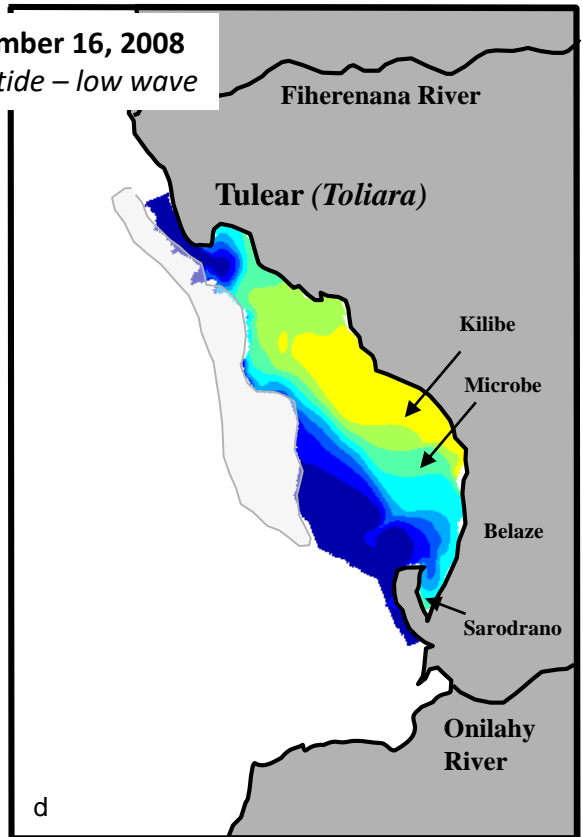 mber 16, 2008
tide – low wave
Fiherenana River
Tulear (Toliara)
Kilibe
Microbe
Belaze
Sarodrano
Onilahy
River
d